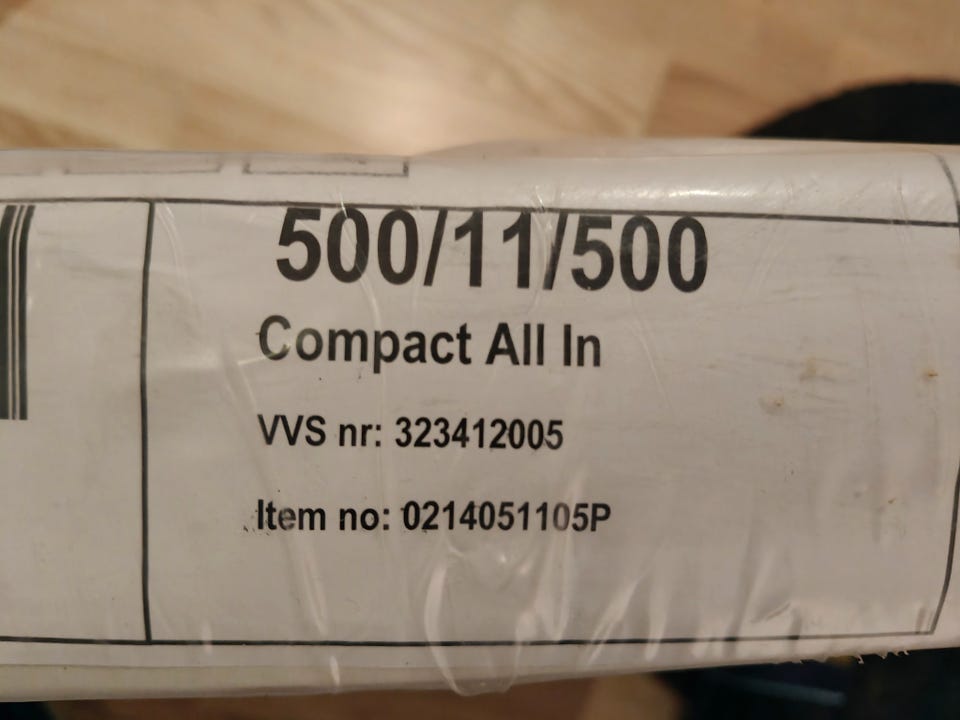 500/11/500
Compact All In
VVS nr: 323412005
Item no: 0214051105P